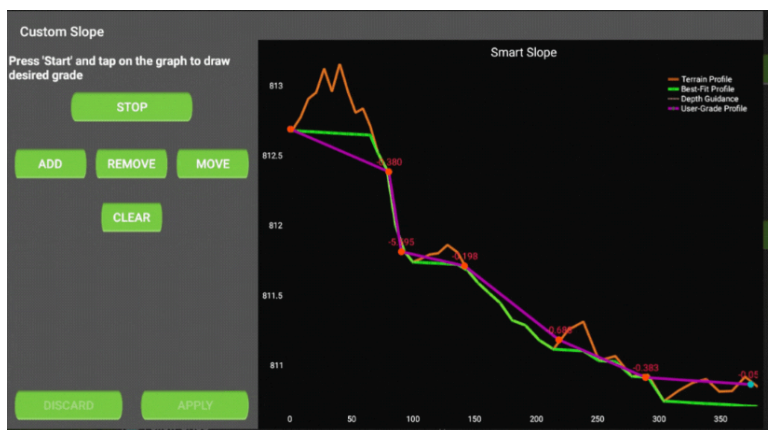 Custom Slope
Press 'Start' and tap on the graph to draw
desired grade
STOP
ADD
REMOVE
MOVE
CLEAR
DISCARD
APPLY
Smart Slope
Terrain Profile
Best-Fit Profile
Depth Guidance
User-Grade Profile
813
812.5
812
811.5
811
-0.198
-0.383
0
50
100
150
200
250
300
350